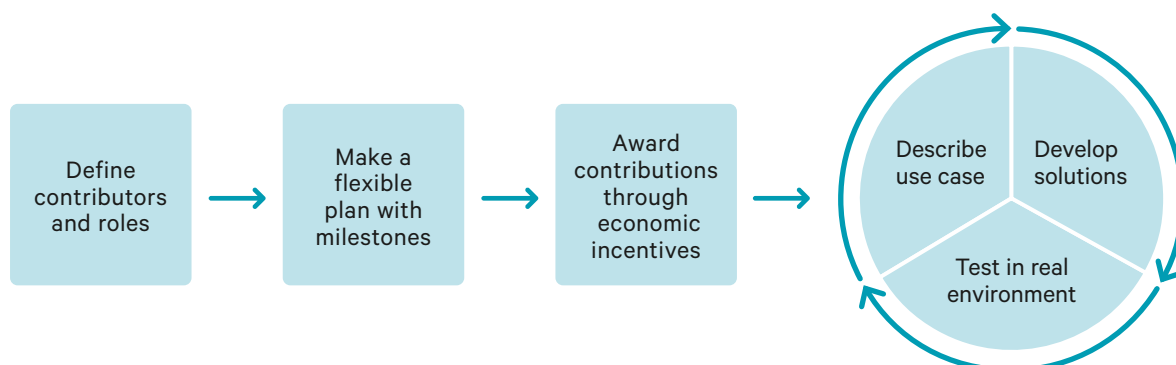 Define
contributors
and roles
Make a
flexible
plan with
milestones
Award
contributions
through
economic
incentives
Describe
use case
Develop
solutions
Test in real
environment